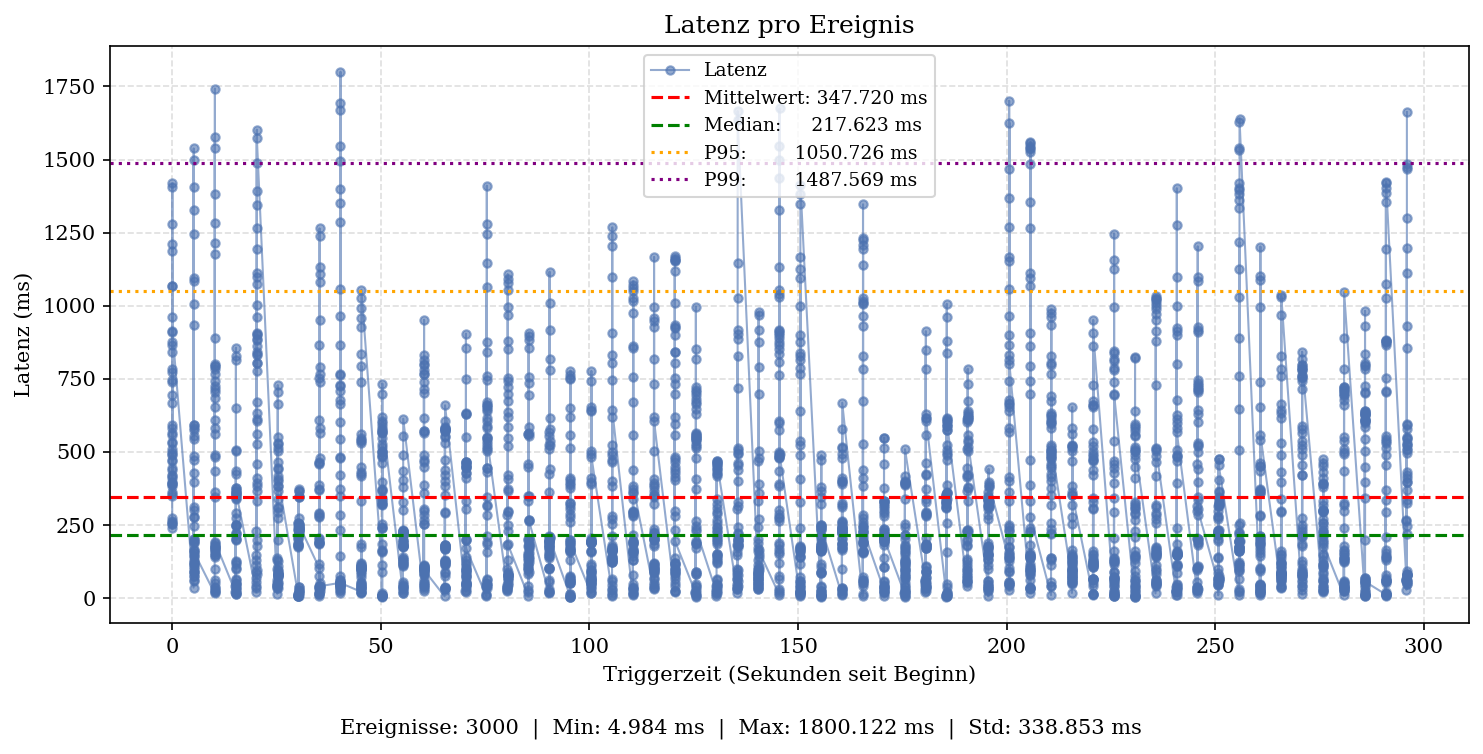 Latenz pro Ereignis
Latenz
Mittelwert: 347.720 ms
Median: 217.623 ms
P95: 1050.726 ms
P99: 1487.569 ms
Latenz (ms)
1750
1500
1250
1000
750
500
250
0
0 50 100 150 200 250 300
Triggerzeit (Sekunden seit Beginn)
Ereignisse: 3000 | Min: 4.984 ms | Max: 1800.122 ms | Std: 338.853 ms